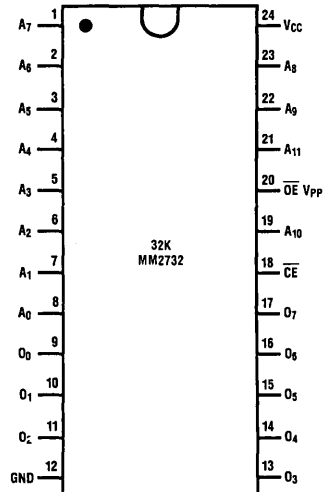 A7 1 24 VCC
A6 2 23 A8
A5 3 22 A9
A4 4 21 A11
A3 5 20 O̅E̅ VPP
A2 6 19 A10
32K
MM2732
A1 7 18 C̅E̅
A0 8 17 O7
O0 9 16 O6
O1 10 15 O5
O2 11 14 O4
GND 12 13 O3